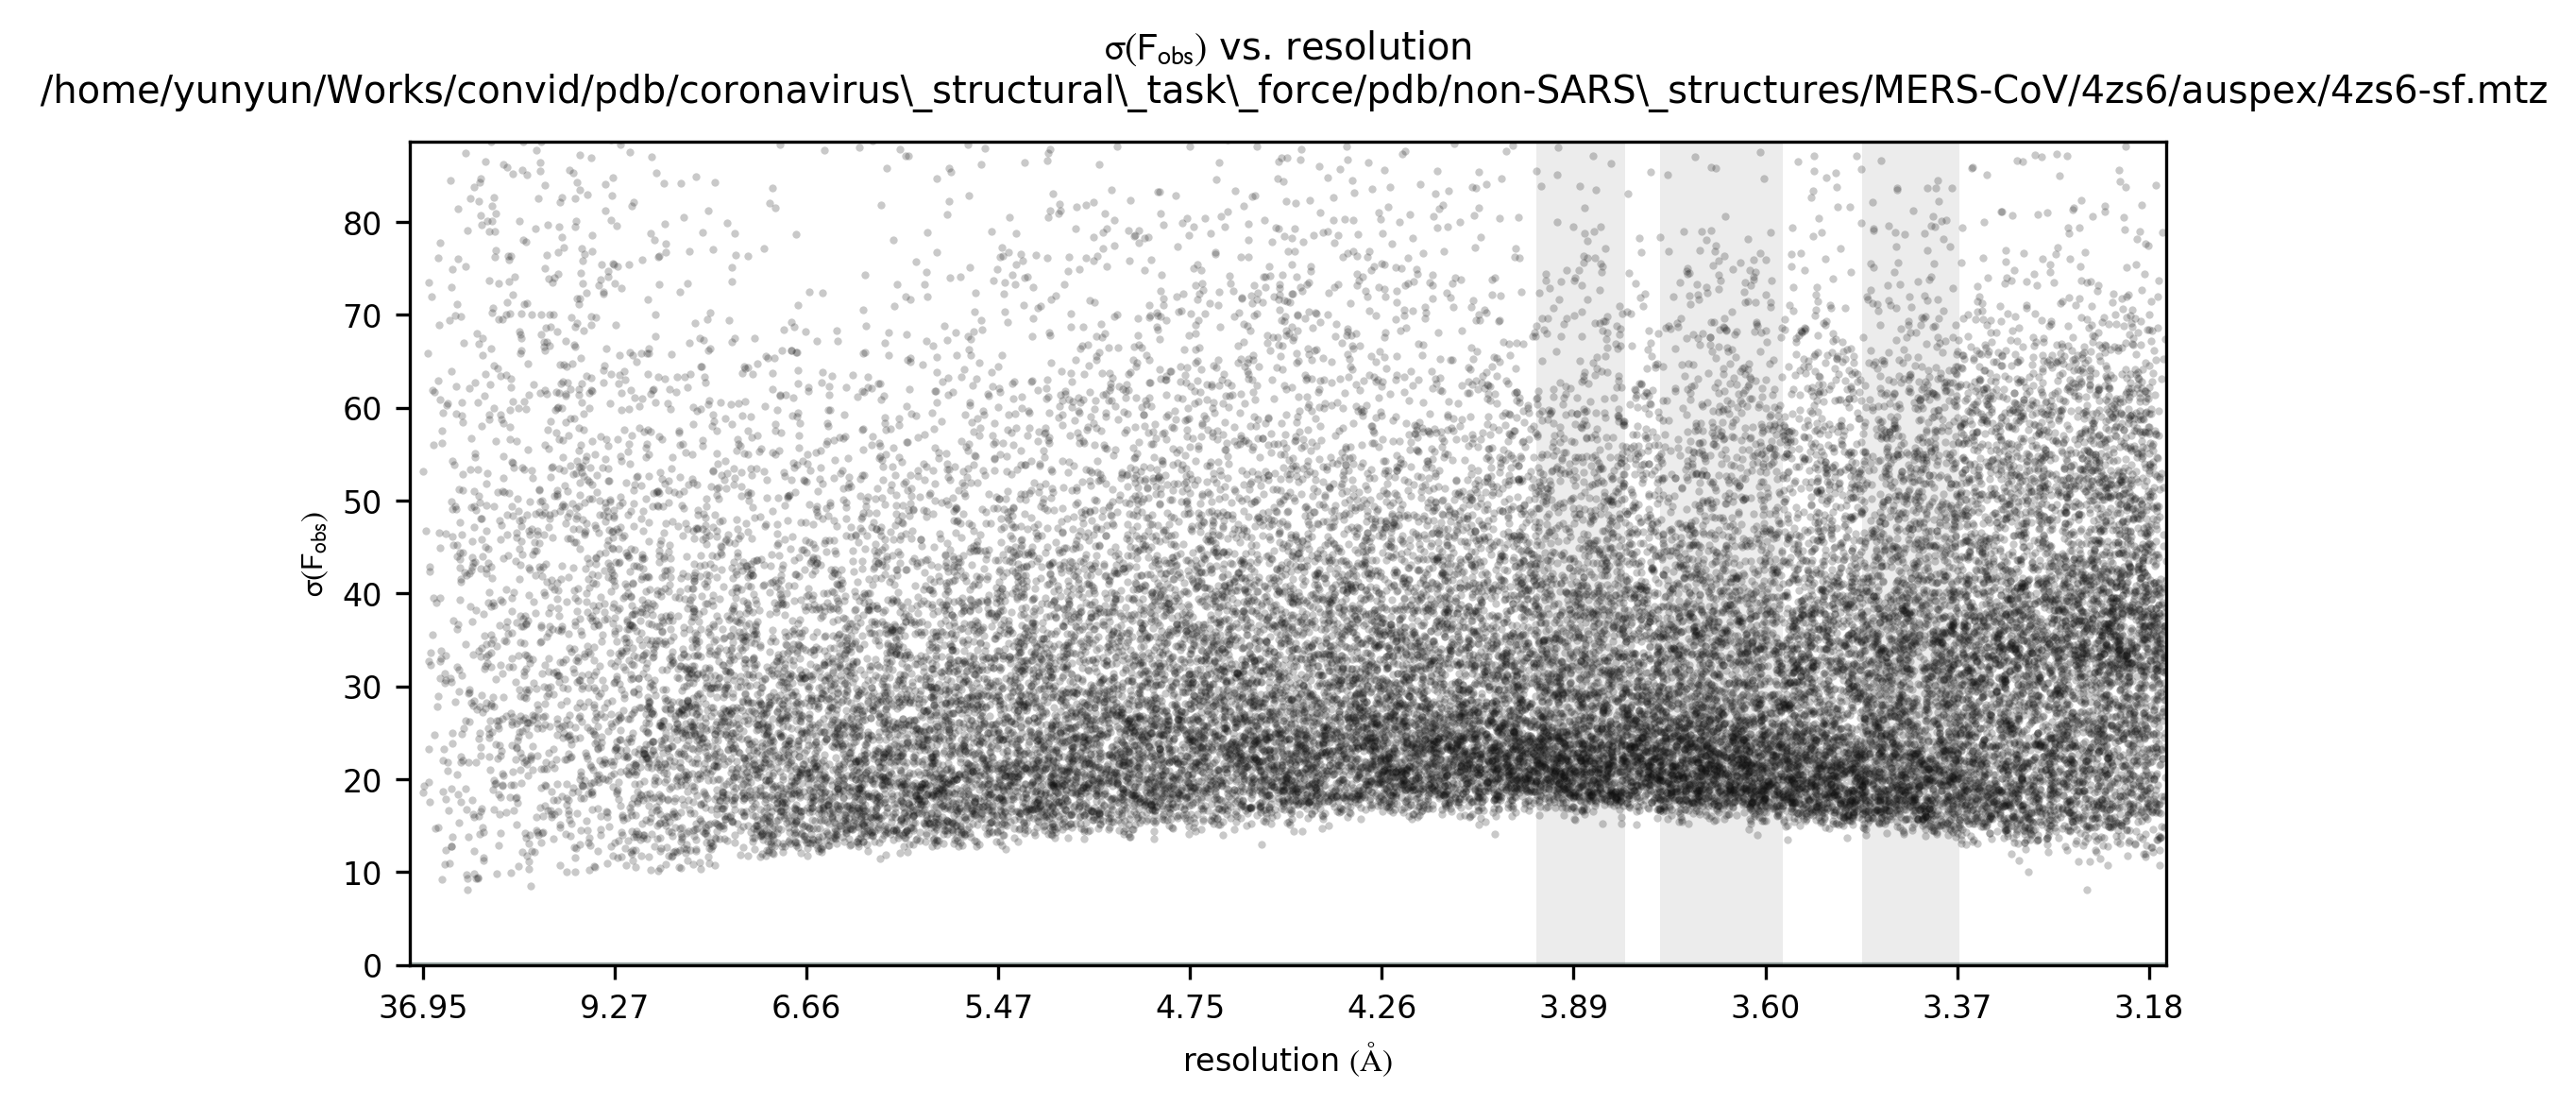 σ(Fobs) vs. resolution
/home/yunyun/Works/convid/pdb/coronavirus\_structural\_task\_force/pdb/non-SARS\_structures/MERS-CoV/4zs6/auspex/4zs6-sf.mtz
σ(Fobs)
80
70
60
50
40
30
20
10
0
36.95 9.27 6.66 5.47 4.75 4.26 3.89 3.60 3.37 3.18
resolution (Å)